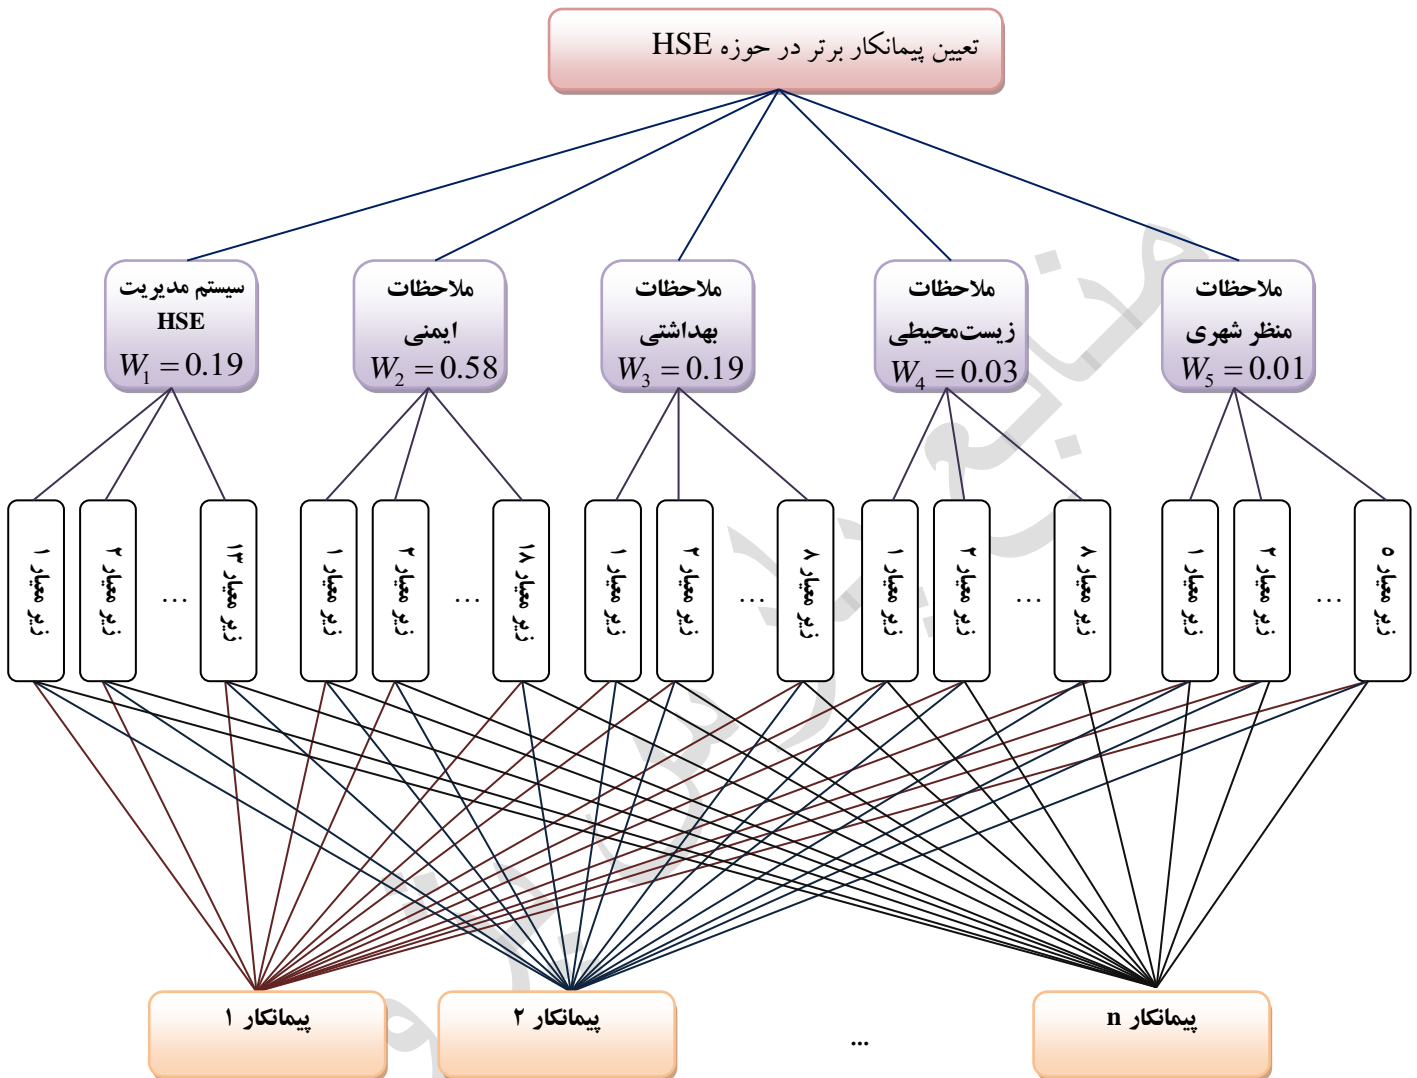 تعیین پیمانکار برتر در حوزه HSE
سیستم مدیریت
HSE
W₁ = 0.19
ملاحظات
ایمنی
W₂ = 0.58
ملاحظات
بهداشتی
W₃ = 0.19
ملاحظات
زیست‌محیطی
W₄ = 0.03
ملاحظات
منظر شهری
W₅ = 0.01
زیر معیار ۱
زیر معیار ۲
...
زیر معیار ۱۳
زیر معیار ۱
زیر معیار ۲
...
زیر معیار ۱۸
زیر معیار ۱
زیر معیار ۲
...
زیر معیار ۸
زیر معیار ۱
زیر معیار ۲
...
زیر معیار ۸
زیر معیار ۱
زیر معیار ۲
...
زیر معیار ۵
پیمانکار ۱
پیمانکار ۲
...
پیمانکار n